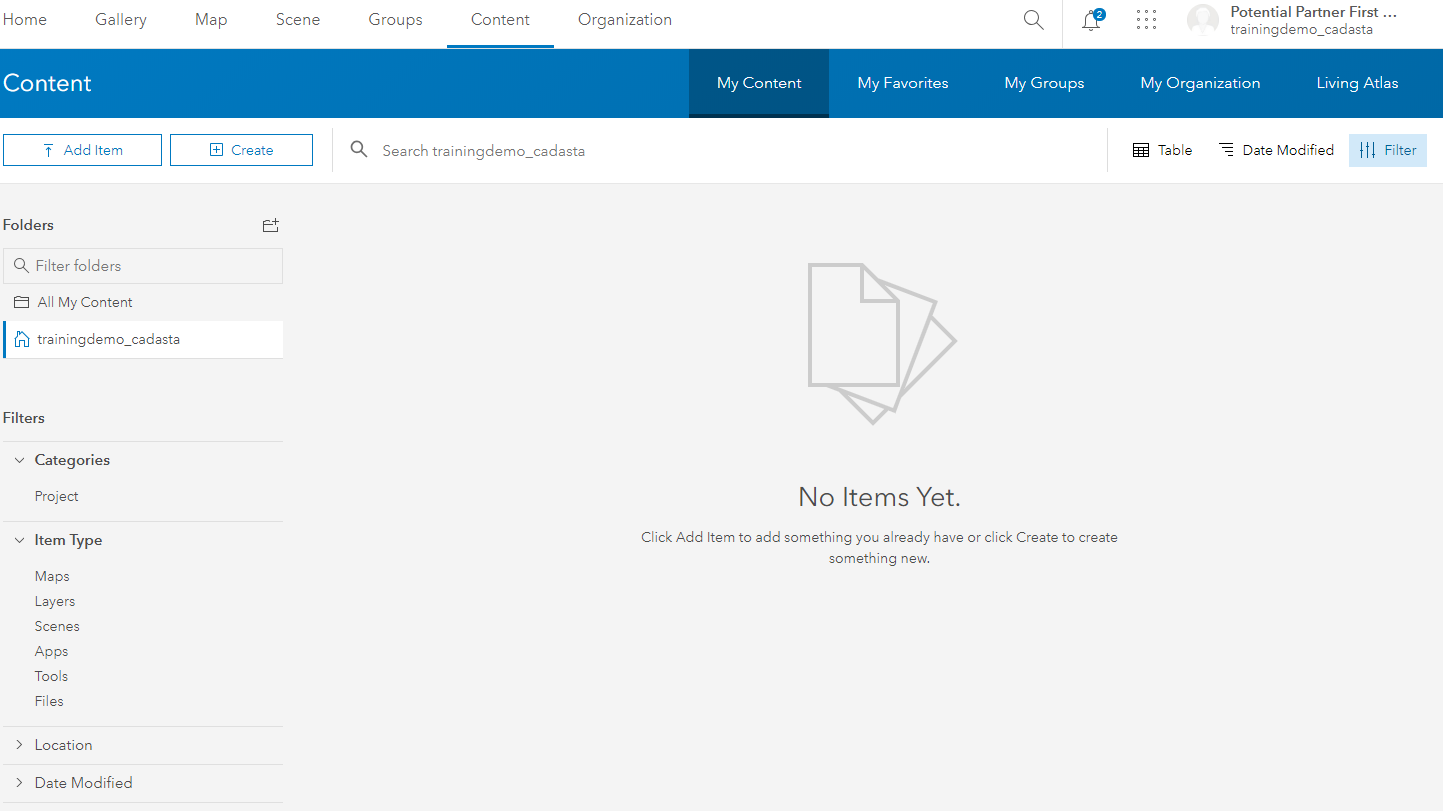 Home Gallery Map Scene Groups Content Organization
2
Potential Partner First ...
trainingdemo_cadasta
Content
My Content My Favorites My Groups My Organization Living Atlas
Add Item Create Search trainingdemo_cadasta Table Date Modified Filter
Folders
Filter folders
All My Content
trainingdemo_cadasta
Filters
Categories
Project
Item Type
Maps
Layers
Scenes
Apps
Tools
Files
Location
Date Modified
No Items Yet.
Click Add Item to add something you already have or click Create to create
something new.